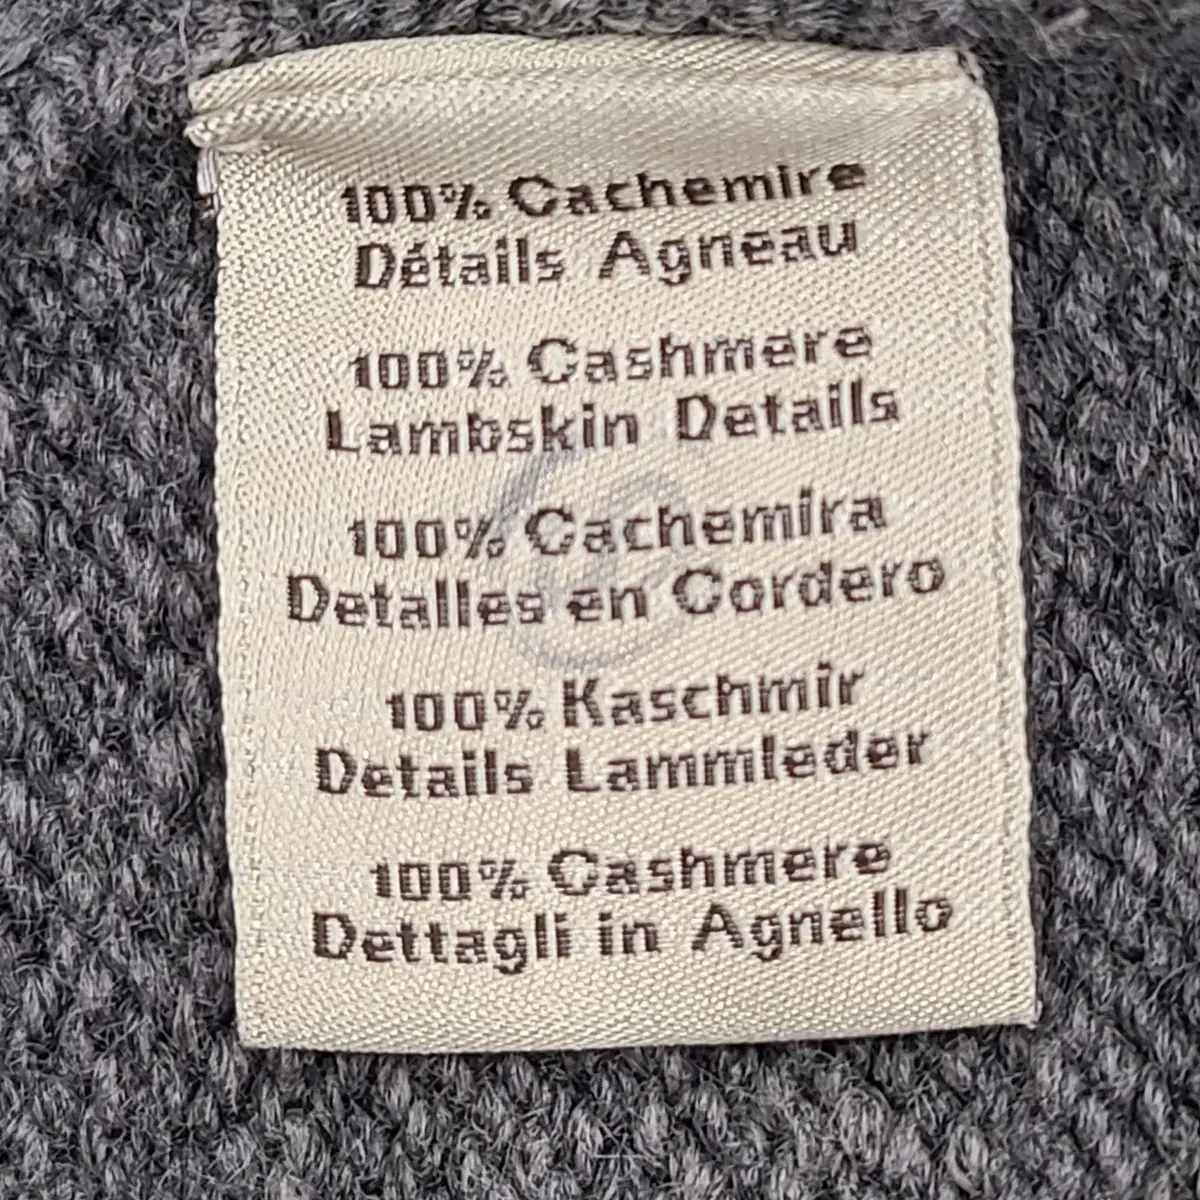 100% Cachemire
Détails Agneau
100% Cashmere
Lambskin Details
100% Cachemira
Detalles en Cordero
100% Kaschmir
Details Lammleder
100% Cashmere
Dettagli in Agnello